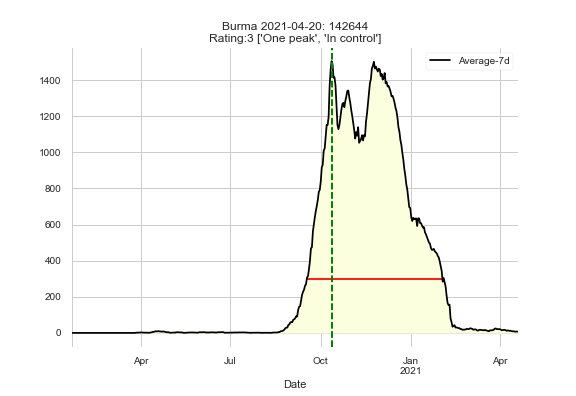 Burma 2021-04-20: 142644
Rating:3 ['One peak', 'In control']
Average-7d
1400
1200
1000
800
600
400
200
0
Apr
Jul
Oct
Jan
2021
Apr
Date